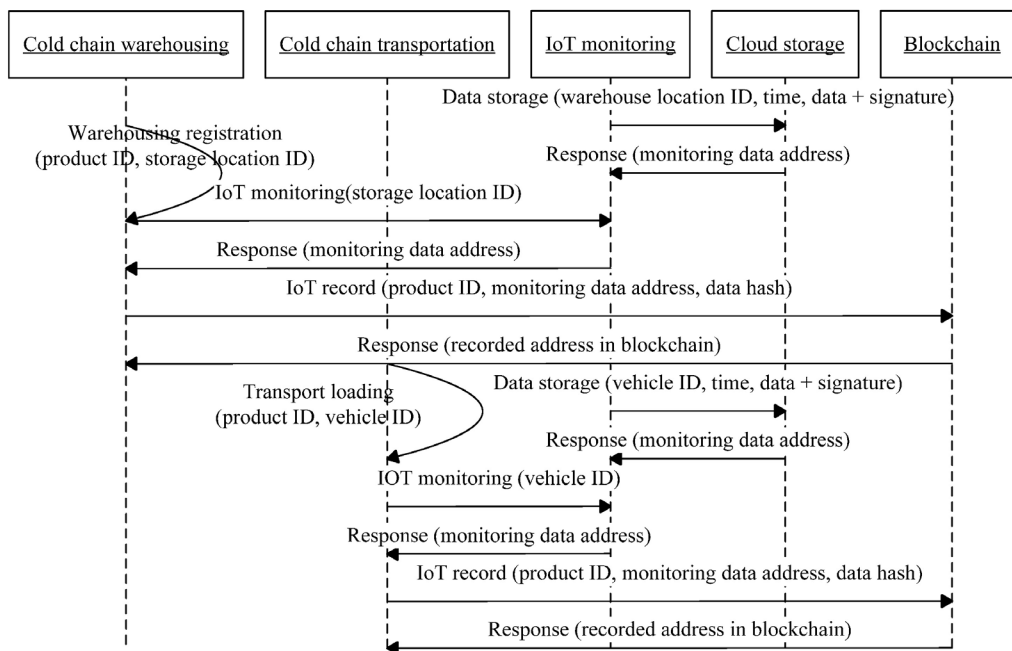 Cold chain warehousing
Cold chain transportation
IoT monitoring
Cloud storage
Blockchain
Data storage (warehouse location ID, time, data + signature)
Warehousing registration
(product ID, storage location ID)
Response (monitoring data address)
IoT monitoring(storage location ID)
Response (monitoring data address)
IoT record (product ID, monitoring data address, data hash)
Response (recorded address in blockchain)
Transport loading
(product ID, vehicle ID)
Data storage (vehicle ID, time, data + signature)
Response (monitoring data address)
IOT monitoring (vehicle ID)
Response (monitoring data address)
IoT record (product ID, monitoring data address, data hash)
Response (recorded address in blockchain)